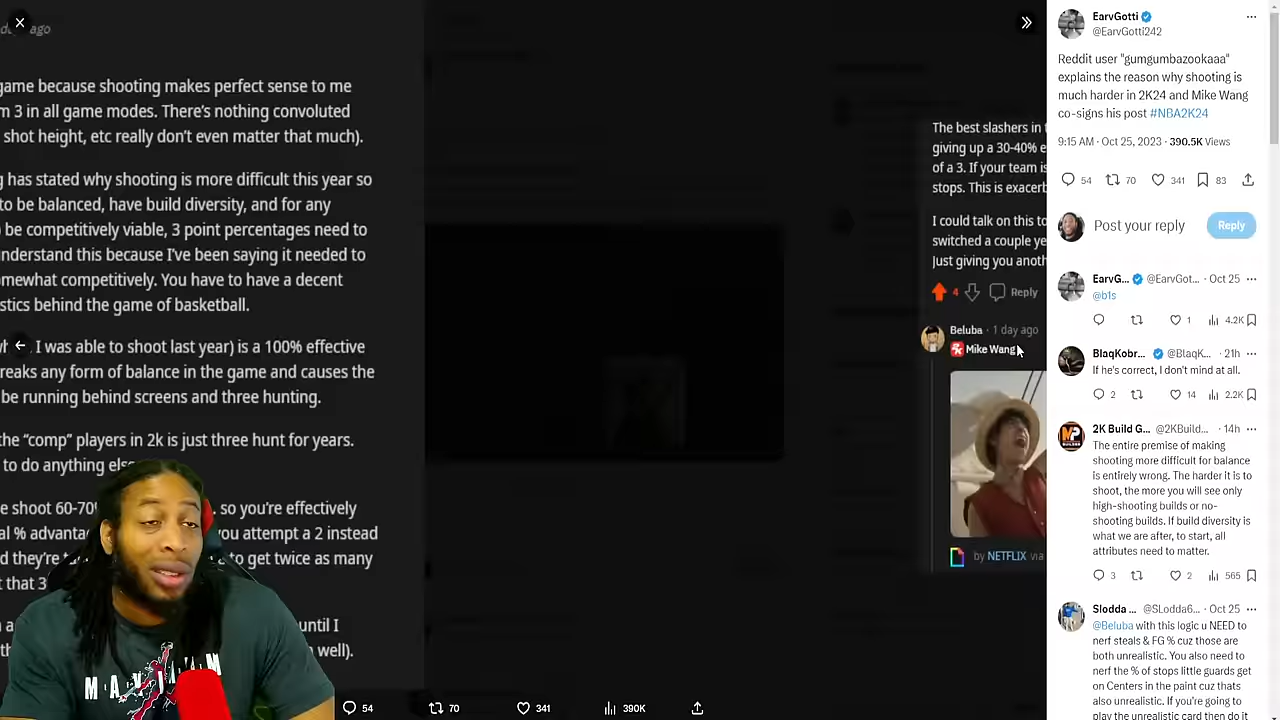 ago
game because shooting makes perfect sense to me
m 3 in all game modes. There's nothing convoluted
shot height, etc really don't even matter that much).
g has stated why shooting is more difficult this year so
to be balanced, have build diversity, and for any
be competitively viable, 3 point percentages need to
understand this because I've been saying it needed to
omewhat competitively. You have to have a decent
istics behind the game of basketball.
I was able to shoot last year) is a 100% effective
reaks any form of balance in the game and causes the
be running behind screens and three hunting.
the "comp" players in 2k is just three hunt for years.
to do anything else
e shoot 60-70% so you're effectively
al % advanta you attempt a 2 instead
d they're to get twice as many
t that 3
until I
well).
MA
M
The best slashers in t
giving up a 30-40% e
of a 3. If your team is
stops. This is exacerb
I could talk on this to
switched a couple ye
Just giving you anoth
4 Reply
Beluba · 1 day ago
Mike Wang
by NETFLIX via
54 70 341 390K
EarvGotti
@EarvGotti242
Reddit user "gumgumbazookaaa"
explains the reason why shooting is
much harder in 2K24 and Mike Wang
co-signs his post #NBA2K24
9:15 AM · Oct 25, 2023 · 390.5K Views
54 70 341 83
Post your reply Reply
EarvG... @EarvGot... · Oct 25
@b1s
1 4.2K
BlaqKobr... @BlaqK... · 21h
If he's correct, I don't mind at all.
2 14 2.2K
2K Build G... @2KBuild... · 14h
The entire premise of making
shooting more difficult for balance
is entirely wrong. The harder it is to
shoot, the more you will see only
high-shooting builds or no-
shooting builds. If build diversity is
what we are after, to start, all
attributes need to matter.
3 2 565
Slodda ... @SLodda6... · Oct 25
@Beluba with this logic u NEED to
nerf steals & FG % cuz those are
both unrealistic. You also need to
nerf the % of stops little guards get
on Centers in the paint cuz thats
also unrealistic. If you're going to
play the unrealistic card then do it